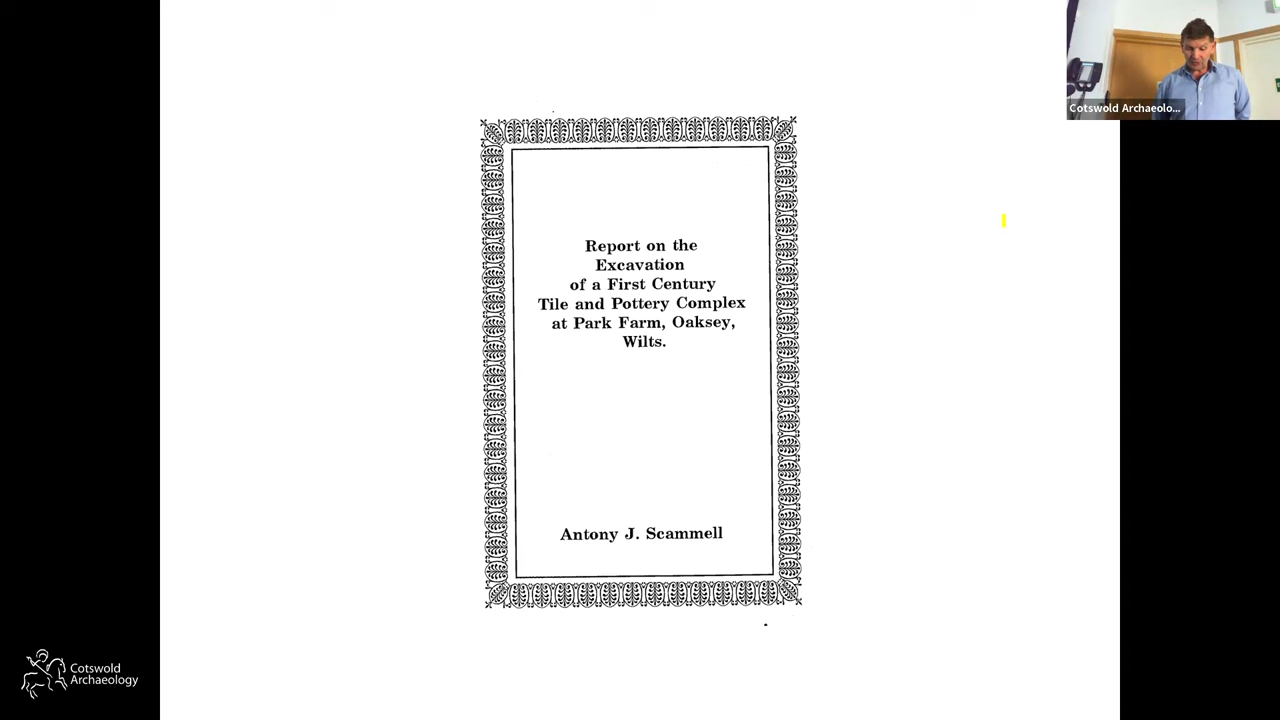 Cotswold Archaeolo...
Report on the
Excavation
of a First Century
Tile and Pottery Complex
at Park Farm, Oaksey,
Wilts.
Antony J. Scammell
Cotswold
Archaeology